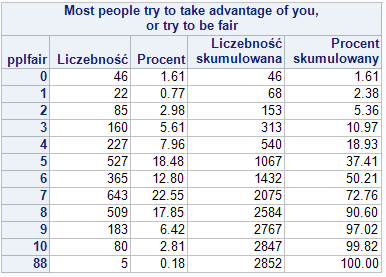 Most people try to take advantage of you,
or try to be fair
pplfair Liczebność Procent Liczebność skumulowana Procent skumulowany
0 46 1.61 46 1.61
1 22 0.77 68 2.38
2 85 2.98 153 5.36
3 160 5.61 313 10.97
4 227 7.96 540 18.93
5 527 18.48 1067 37.41
6 365 12.80 1432 50.21
7 643 22.55 2075 72.76
8 509 17.85 2584 90.60
9 183 6.42 2767 97.02
10 80 2.81 2847 99.82
88 5 0.18 2852 100.00